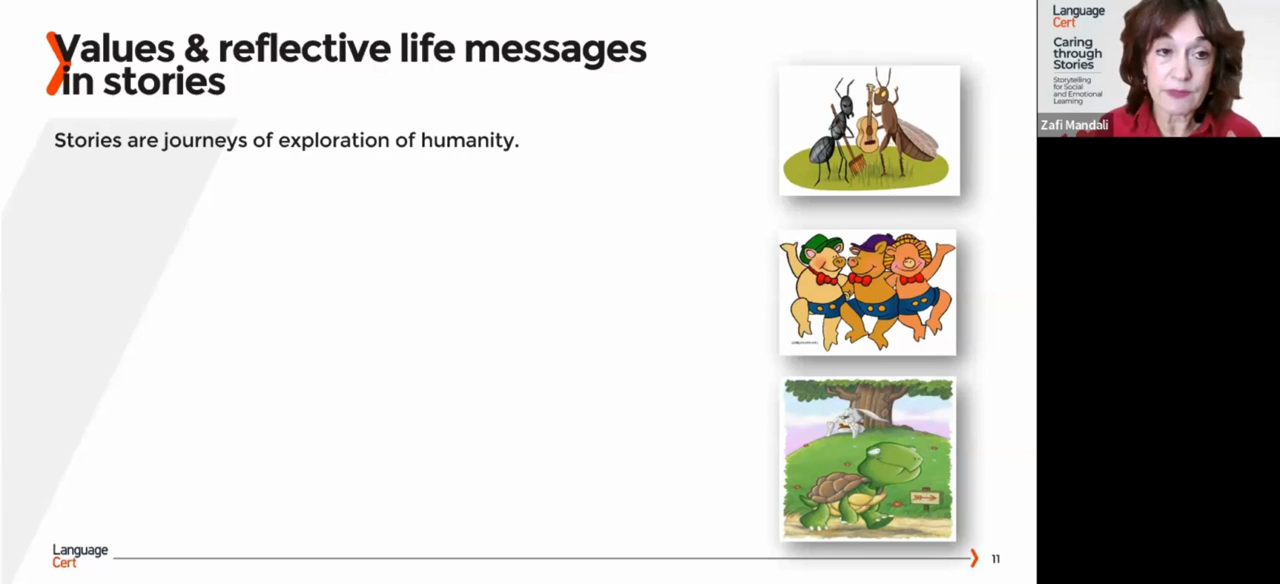 Values & reflective life messages
in stories
Stories are journeys of exploration of humanity.
Language
Cert
11
Language
Cert
Caring
through
Stories
Storytelling
for Social
and Emotional
Learning
Zafi Mandali